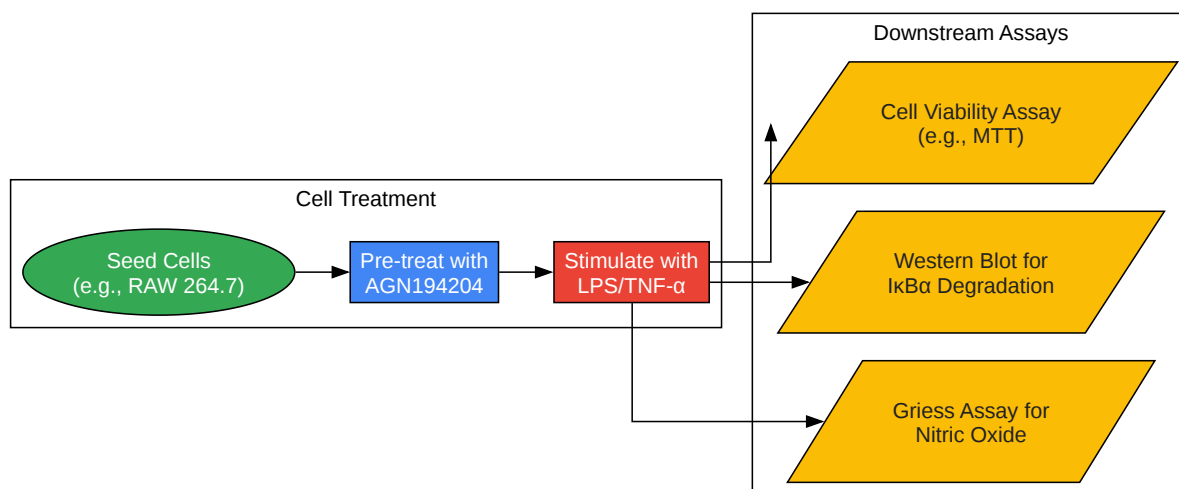 Downstream Assays
Cell Viability Assay
(e.g., MTT)
Cell Treatment
Seed Cells
(e.g., RAW 264.7)
Pre-treat with
AGN194204
Stimulate with
LPS/TNF-α
Western Blot for
IκBα Degradation
Griess Assay for
Nitric Oxide